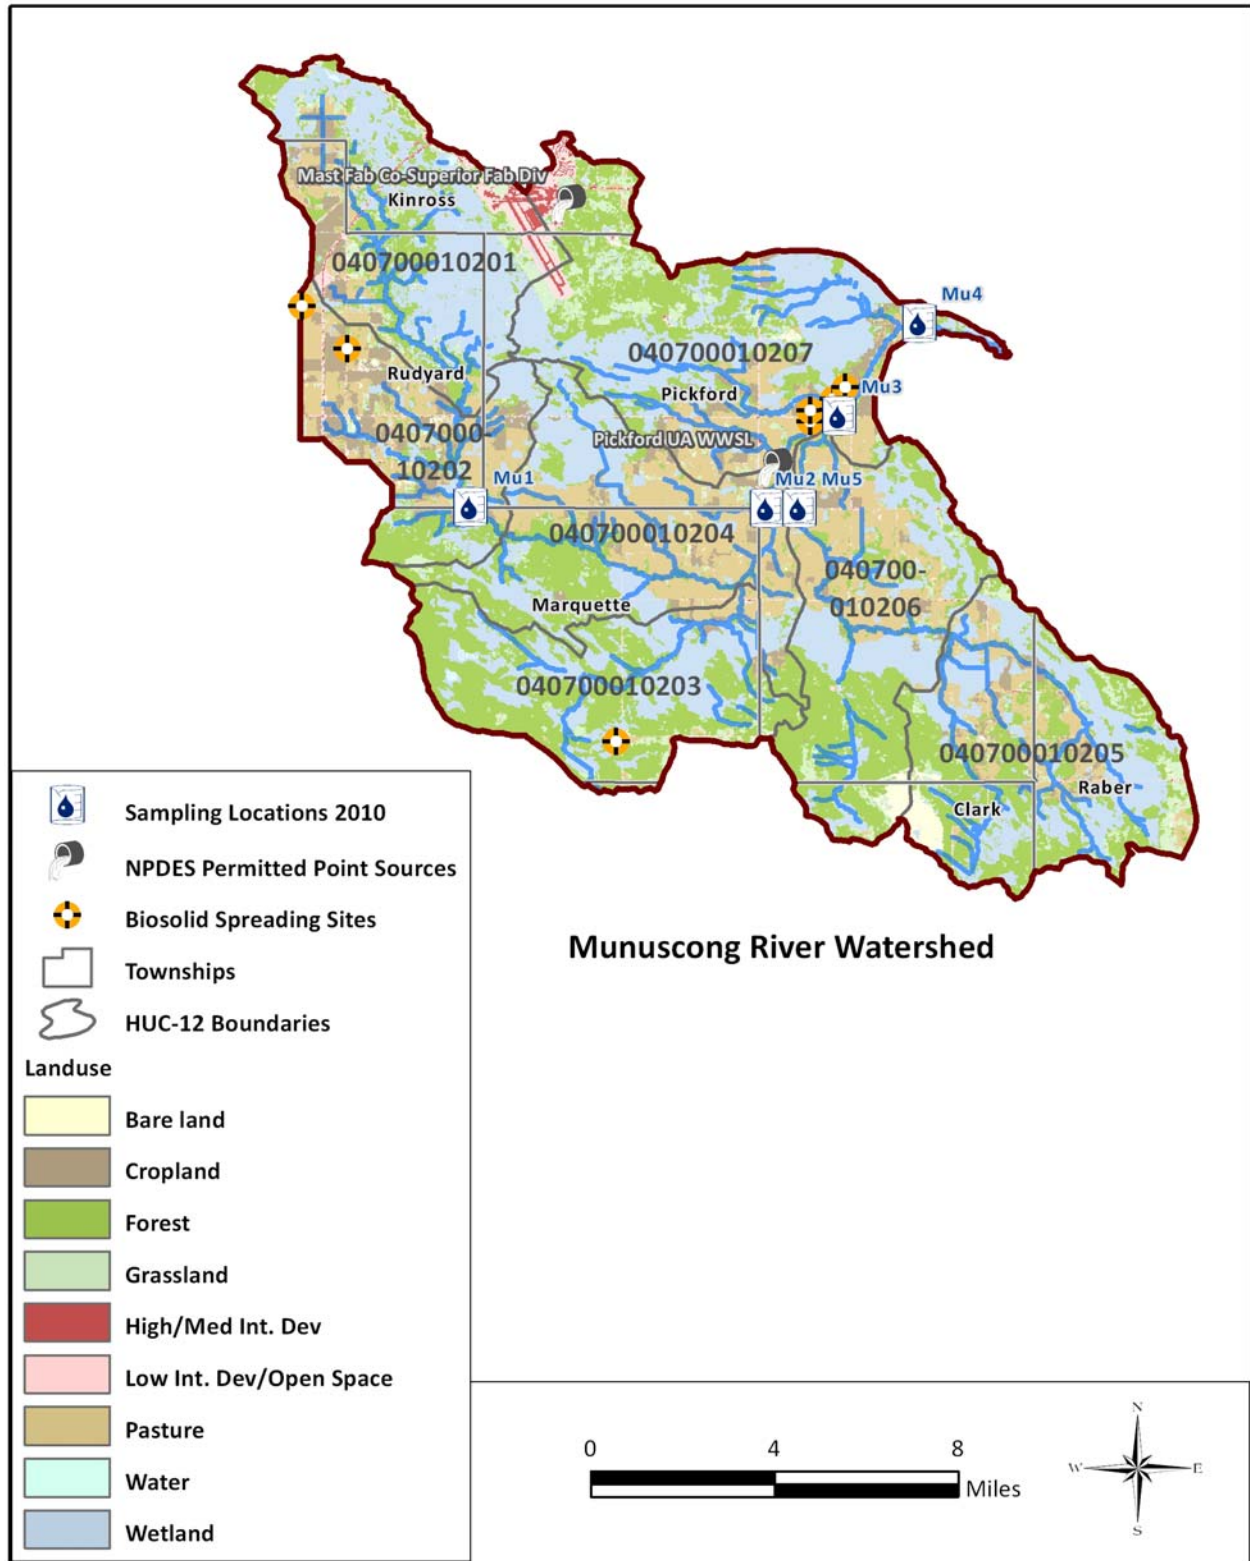 Mast Fab Co-Superior Fab Div
Kinross
040700010201
Mu4
040700010207
Rudyard
Pickford
Mu3
0407000-
10202
Pickford UA WWSL
Mu1
Mu2 Mu5
040700010204
040700-
010206
Marquette
040700010203
040700010205
Raber
Clark
Munuscong River Watershed
Sampling Locations 2010
NPDES Permitted Point Sources
Biosolid Spreading Sites
Townships
HUC-12 Boundaries
Landuse
Bare land
Cropland
Forest
Grassland
High/Med Int. Dev
Low Int. Dev/Open Space
Pasture
Water
Wetland
0 4 8
Miles
N
W E
S